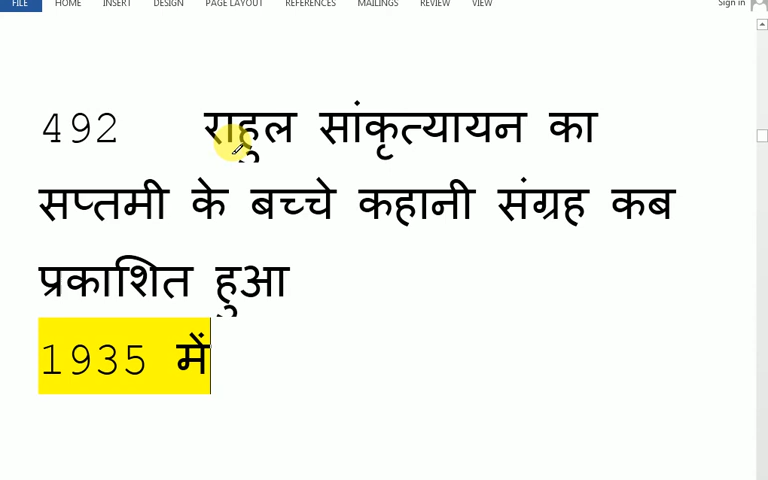 FILE HOME INSERT DESIGN PAGE LAYOUT REFERENCES MAILINGS REVIEW VIEW Sign in
492 राहुल सांकृत्यायन का
सप्तमी के बच्चे कहानी संग्रह कब
प्रकाशित हुआ
1935 में